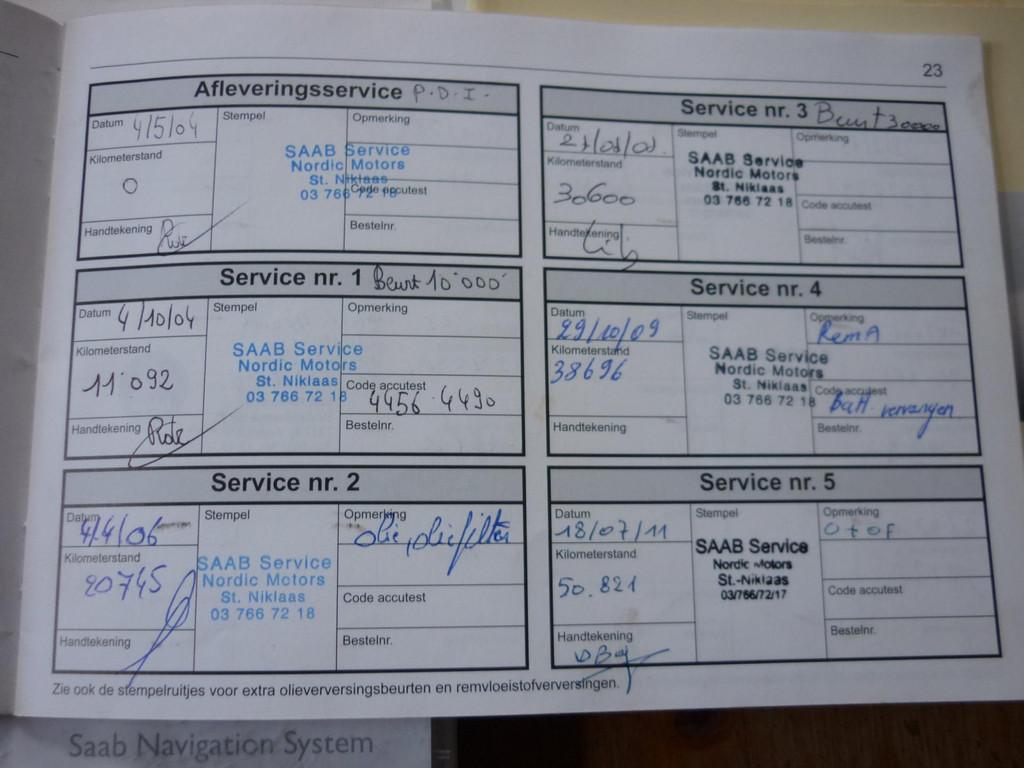 23
Afleveringsservice P.D.I.
Datum 4/5/04
Stempel
Opmerking
Kilometerstand
0
SAAB Service
Nordic Motors
St. Niklaas
03 766 72 18
Code accutest
Handtekening
Bestelnr.
Service nr. 1 Beurt 10'000'
Datum 4/10/04
Stempel
Opmerking
Kilometerstand
11'092
SAAB Service
Nordic Motors
St. Niklaas
03 766 72 18
Code accutest
4456 4490
Handtekening
Bestelnr.
Service nr. 2
Datum
4/4/06
Stempel
Opmerking
olie, oliefilter
Kilometerstand
20745
SAAB Service
Nordic Motors
St. Niklaas
03 766 72 18
Code accutest
Handtekening
Bestelnr.
Service nr. 3 Beurt 30000
Datum
Stempel
Opmerking
Kilometerstand
30600
SAAB Service
Nordic Motors
St. Niklaas
03 766 72 18
Code accutest
Handtekening
Bestelnr.
Service nr. 4
Datum
29/10/09
Stempel
Opmerking
RemA
Kilometerstand
38696
SAAB Service
Nordic Motors
St. Niklaas
03 766 72 18
Code accutest
Batt. vervangen
Handtekening
Bestelnr.
Service nr. 5
Datum
18/07/11
Stempel
Opmerking
O+OF
Kilometerstand
50.821
SAAB Service
Nordic Motors
St.-Niklaas
03/766/72/17
Code accutest
Handtekening
Bestelnr.
Zie ook de stempelruitjes voor extra olieverversingsbeurten en remvloeistofverversingen.
Saab Navigation System